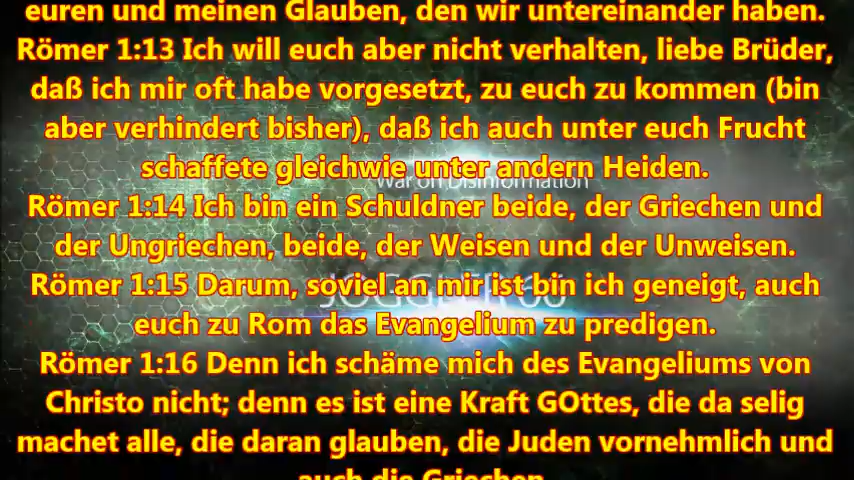 euren und meinen Glauben, den wir untereinander haben.
Römer 1:13 Ich will euch aber nicht verhalten, liebe Brüder,
daß ich mir oft habe vorgesetzt, zu euch zu kommen (bin
aber verhindert bisher), daß ich auch unter euch Frucht
schaffete gleichwie unter andern Heiden.
War on Disinformation
Römer 1:14 Ich bin ein Schuldner beide, der Griechen und
der Ungriechen, beide, der Weisen und der Unweisen.
Römer 1:15 Darum, soviel an mir ist bin ich geneigt, auch
JOGGLER66
euch zu Rom das Evangelium zu predigen.
Römer 1:16 Denn ich schäme mich des Evangeliums von
Christo nicht; denn es ist eine Kraft GOttes, die da selig
machet alle, die daran glauben, die Juden vornehmlich und
auch die Griechen